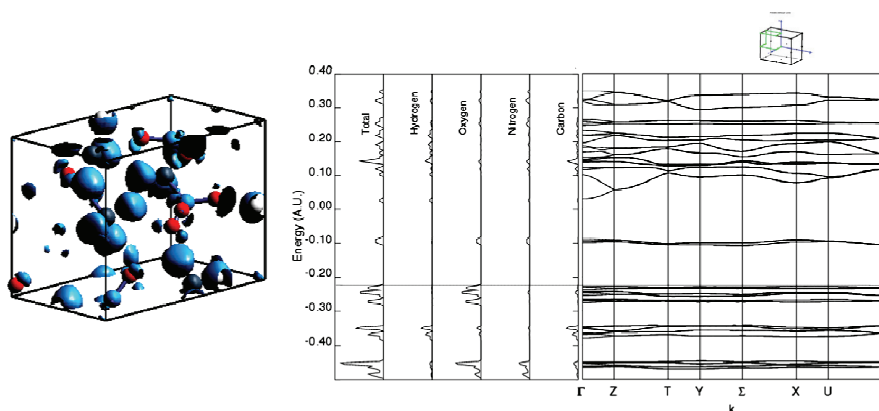 0.40
0.30
0.20
0.10
0.00
-0.10
-0.20
-0.30
-0.40
Energy (A.U.)
Total
Hydrogen
Oxygen
Nitrogen
Carbon
Γ Z T Y Σ X U
k